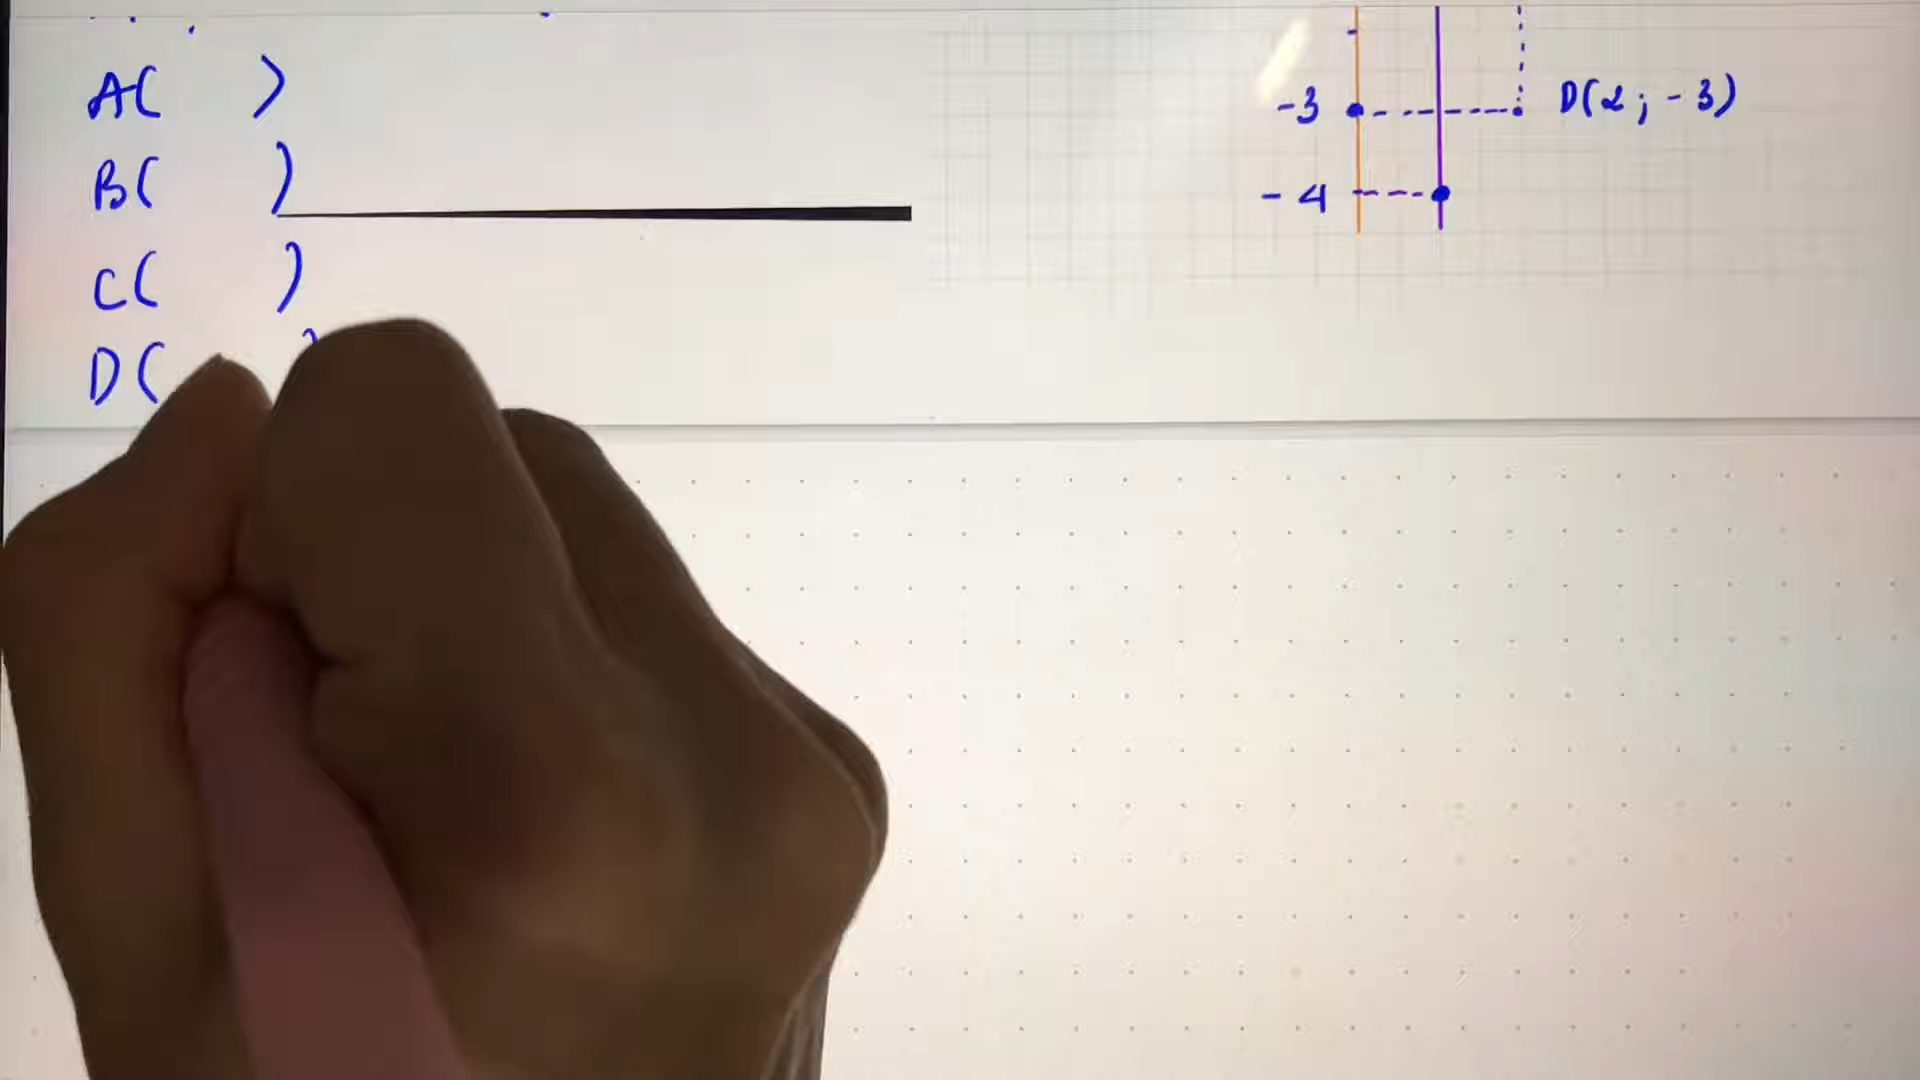 A( )
B( )
C( )
D( )
-3 D(2; -3)
-4